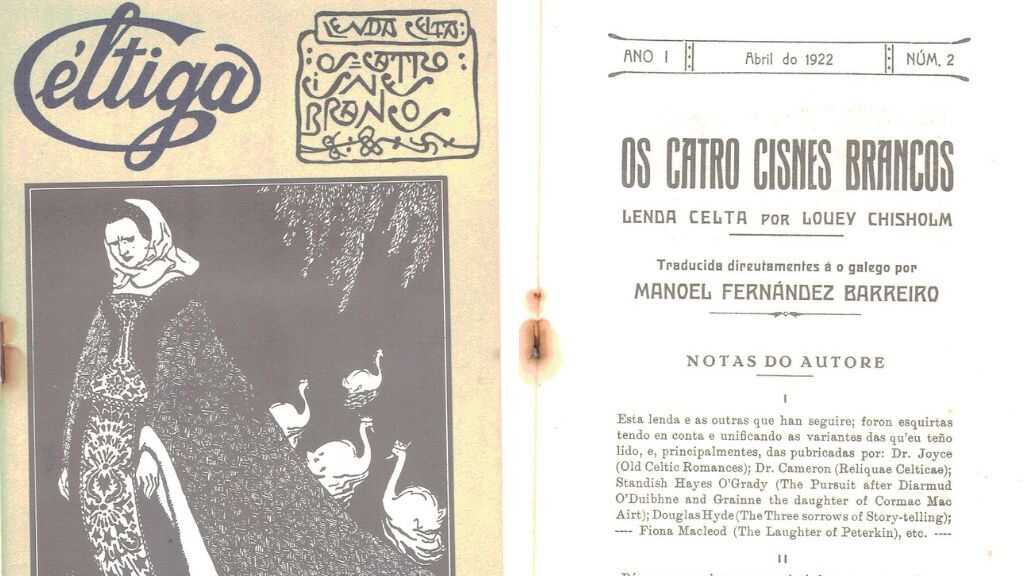 Céltiga
LENDA CELTA:
OS CATRO
CISNES
BRANCOS
ANO I
Abril do 1922
NÚM. 2
OS CATRO CISNES BRANCOS
LENDA CELTA POR LOUEY CHISHOLM
Traducida direutamentes á o galego por
MANOEL FERNÁNDEZ BARREIRO
NOTAS DO AUTORE
I
Esta lenda e as outras que han seguire; foron esquirtas
tendo en conta e unificando as variantes das qu'eu teño
lido, e, principalmentes, das pubricadas por: Dr. Joyce
(Old Celtic Romances); Dr. Cameron (Reliquae Celticae);
Standish Hayes O'Grady (The Pursuit after Diarmud
O'Duibhne and Grainne the daughter of Cormac Mac
Airt); Douglas Hyde (The Three sorrows of Story-telling);
---- Fiona Macleod (The Laughter of Peterkin), etc. ----
II